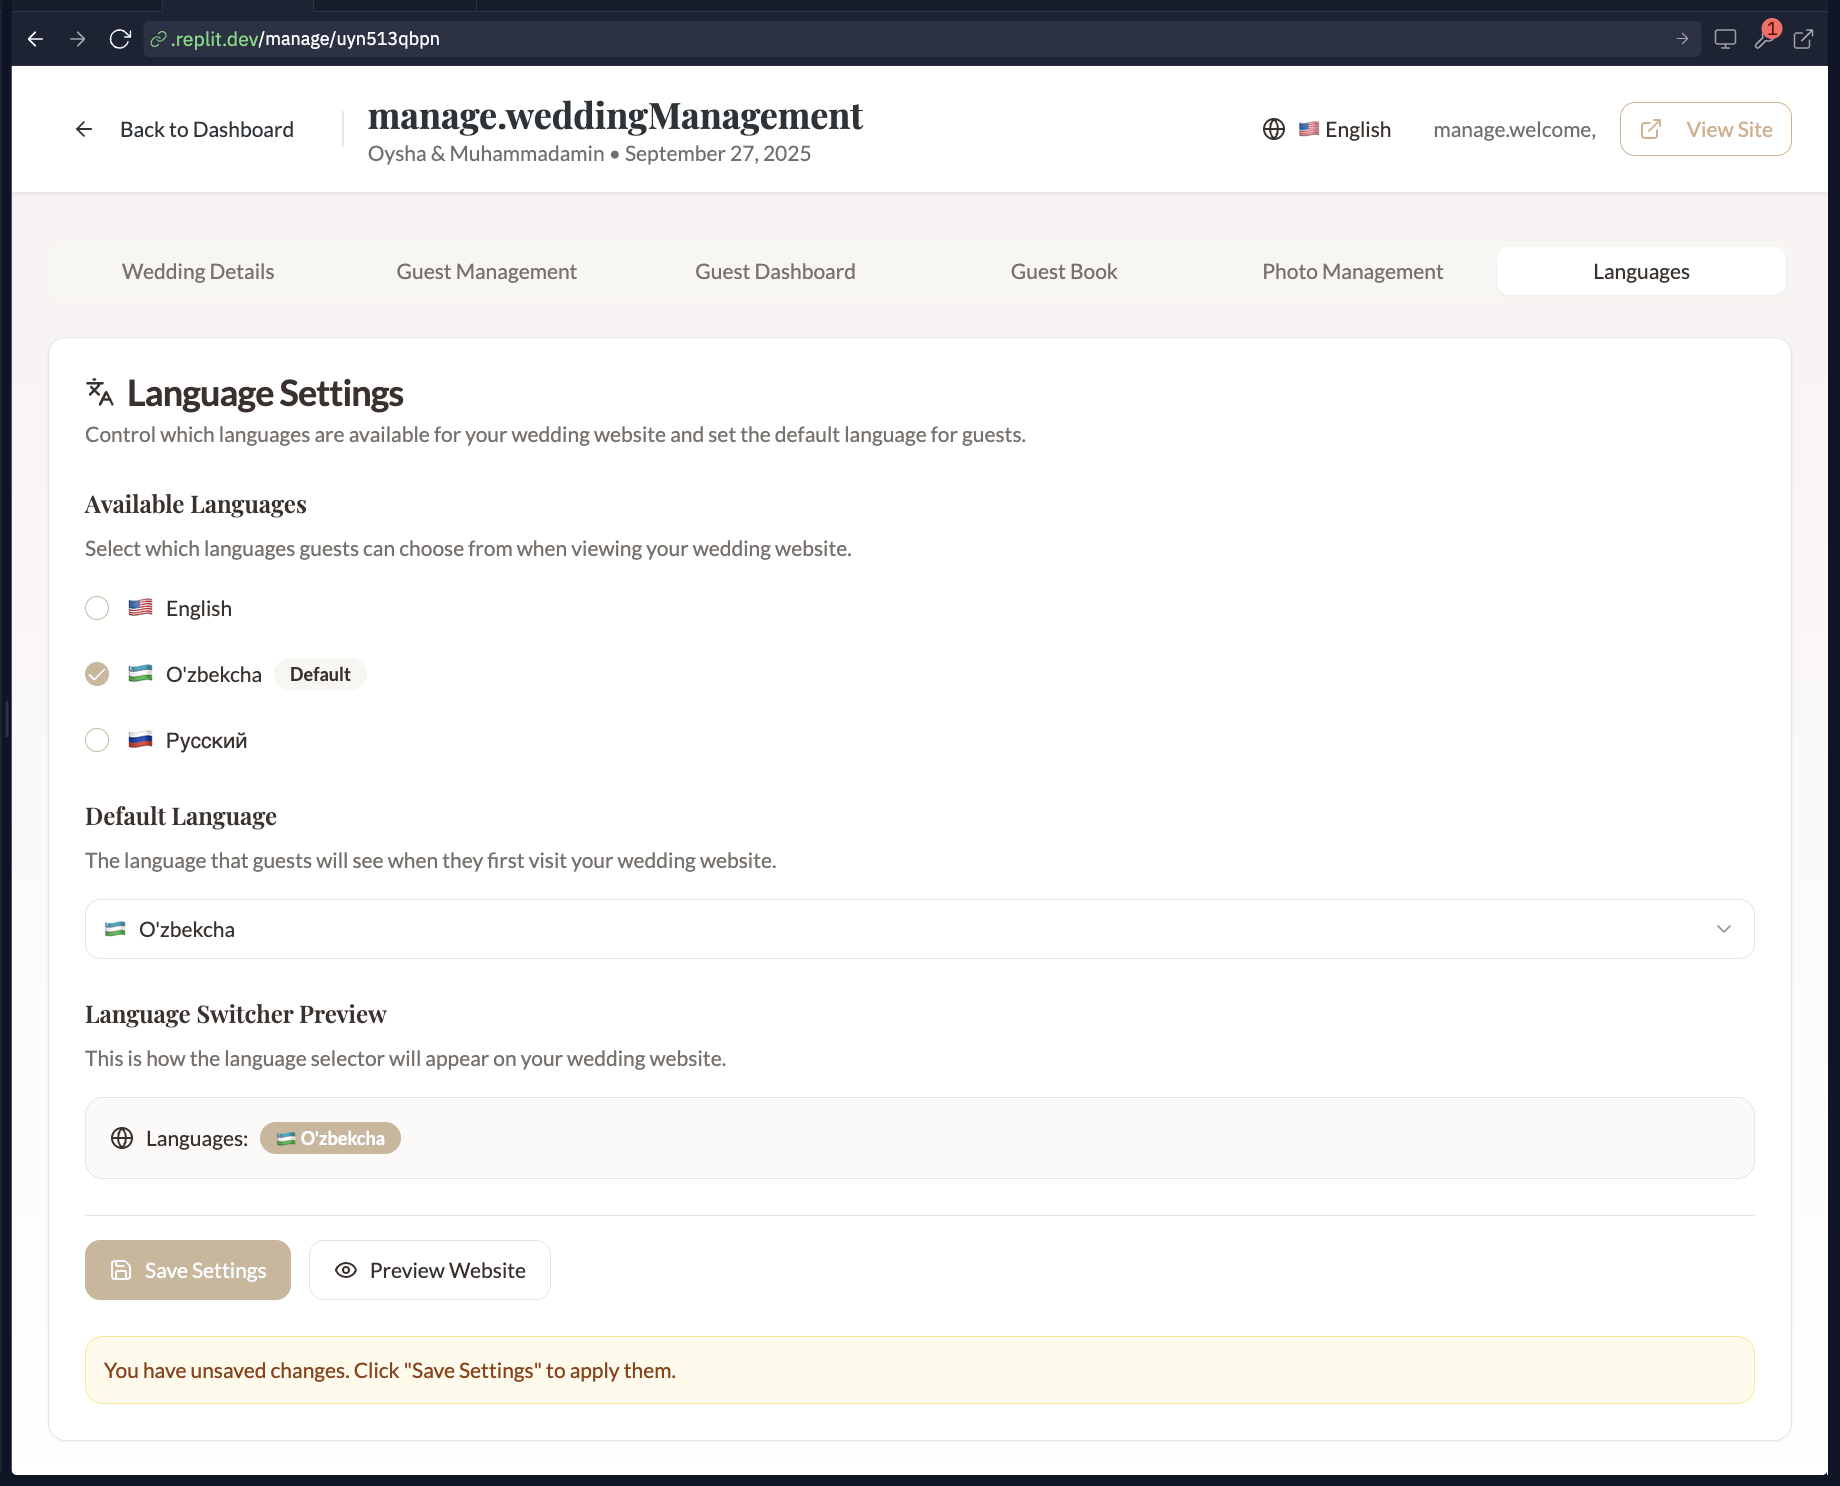 .replit.dev/manage/uyn513qbpn
1
Back to Dashboard
manage.weddingManagement
Oysha & Muhammadamin • September 27, 2025
English
manage.welcome,
View Site
Wedding Details
Guest Management
Guest Dashboard
Guest Book
Photo Management
Languages
Language Settings
Control which languages are available for your wedding website and set the default language for guests.
Available Languages
Select which languages guests can choose from when viewing your wedding website.
English
O'zbekcha Default
Русский
Default Language
The language that guests will see when they first visit your wedding website.
O'zbekcha
Language Switcher Preview
This is how the language selector will appear on your wedding website.
Languages: O'zbekcha
Save Settings
Preview Website
You have unsaved changes. Click "Save Settings" to apply them.